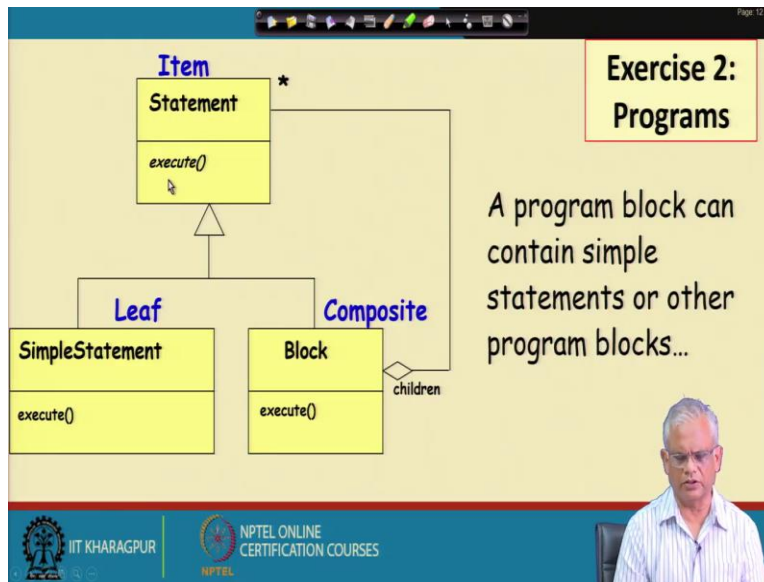 Page: 12
Item
Exercise 2:
Programs
Statement
*
execute()
A program block can
contain simple
statements or other
program blocks...
Leaf
Composite
SimpleStatement
Block
children
execute()
execute()
IIT KHARAGPUR
NPTEL
NPTEL ONLINE
CERTIFICATION COURSES